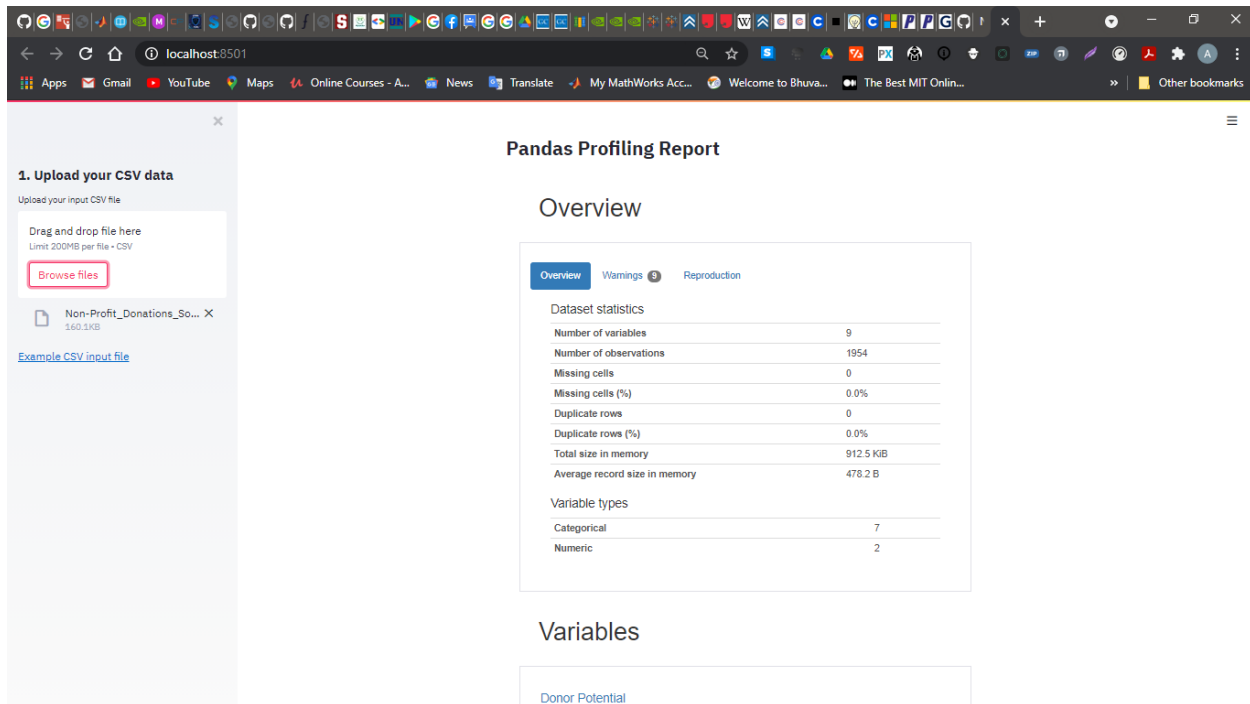 localhost:8501
Apps Gmail YouTube Maps Online Courses - A... News Translate My MathWorks Acc... Welcome to Bhuva... The Best MIT Onlin... » Other bookmarks
1. Upload your CSV data
Upload your input CSV file
Drag and drop file here
Limit 200MB per file • CSV
Browse files
Non-Profit_Donations_So...
160.1KB
Example CSV input file
Pandas Profiling Report
Overview
Overview Warnings 9 Reproduction
Dataset statistics
Number of variables 9
Number of observations 1954
Missing cells 0
Missing cells (%) 0.0%
Duplicate rows 0
Duplicate rows (%) 0.0%
Total size in memory 912.5 KiB
Average record size in memory 478.2 B
Variable types
Categorical 7
Numeric 2
Variables
Donor Potential